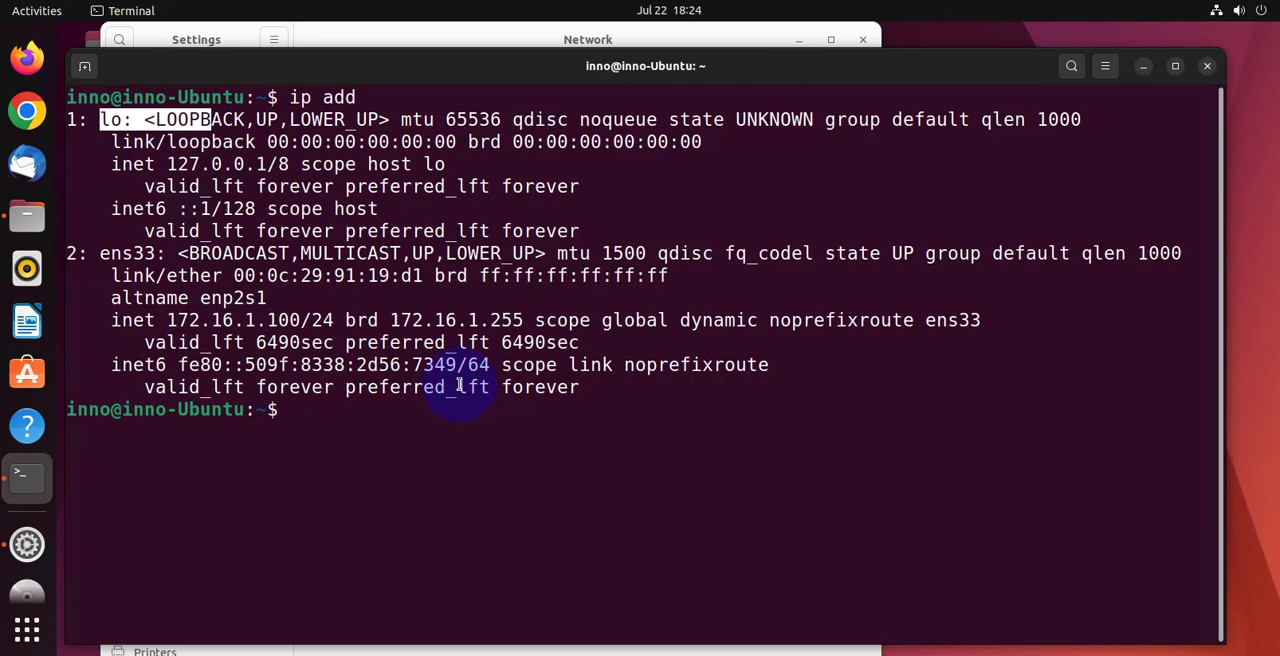 Activities
Terminal
Jul 22 18:24
Settings
Network
inno@inno-Ubuntu: ~
inno@inno-Ubuntu:~$ ip add
1: lo: <LOOPBACK,UP,LOWER_UP> mtu 65536 qdisc noqueue state UNKNOWN group default qlen 1000
link/loopback 00:00:00:00:00:00 brd 00:00:00:00:00:00
inet 127.0.0.1/8 scope host lo
valid_lft forever preferred_lft forever
inet6 ::1/128 scope host
valid_lft forever preferred_lft forever
2: ens33: <BROADCAST,MULTICAST,UP,LOWER_UP> mtu 1500 qdisc fq_codel state UP group default qlen 1000
link/ether 00:0c:29:91:19:d1 brd ff:ff:ff:ff:ff:ff
altname enp2s1
inet 172.16.1.100/24 brd 172.16.1.255 scope global dynamic noprefixroute ens33
valid_lft 6490sec preferred_lft 6490sec
inet6 fe80::509f:8338:2d56:7349/64 scope link noprefixroute
valid_lft forever preferred_lft forever
inno@inno-Ubuntu:~$
Printers